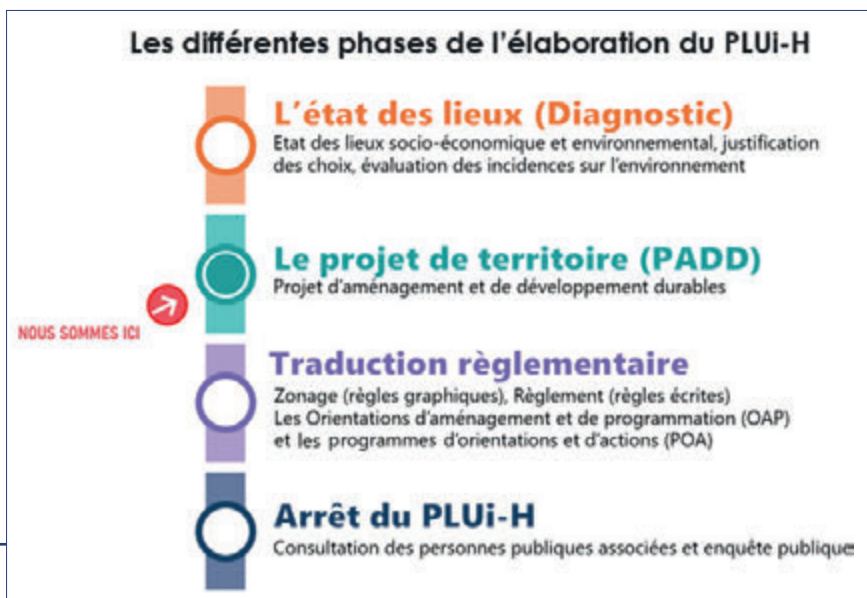 Les différentes phases de l'élaboration du PLUi-H
L'état des lieux (Diagnostic)
Etat des lieux socio-économique et environnemental, justification
des choix, évaluation des incidences sur l'environnement
Le projet de territoire (PADD)
Projet d'aménagement et de développement durables
NOUS SOMMES ICI
Traduction règlementaire
Zonage (règles graphiques), Règlement (règles écrites)
Les Orientations d'aménagement et de programmation (OAP)
et les programmes d'orientations et d'actions (POA)
Arrêt du PLUi-H
Consultation des personnes publiques associées et enquête publique